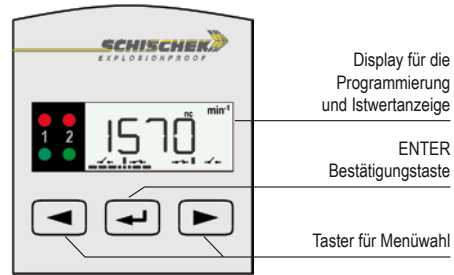 SCHISCHEK
EXPLOSIONPROOF
min-1
nc
1 2
1570
Display für die
Programmierung
und Istwertanzeige
ENTER
Bestätigungstaste
Taster für Menüwahl